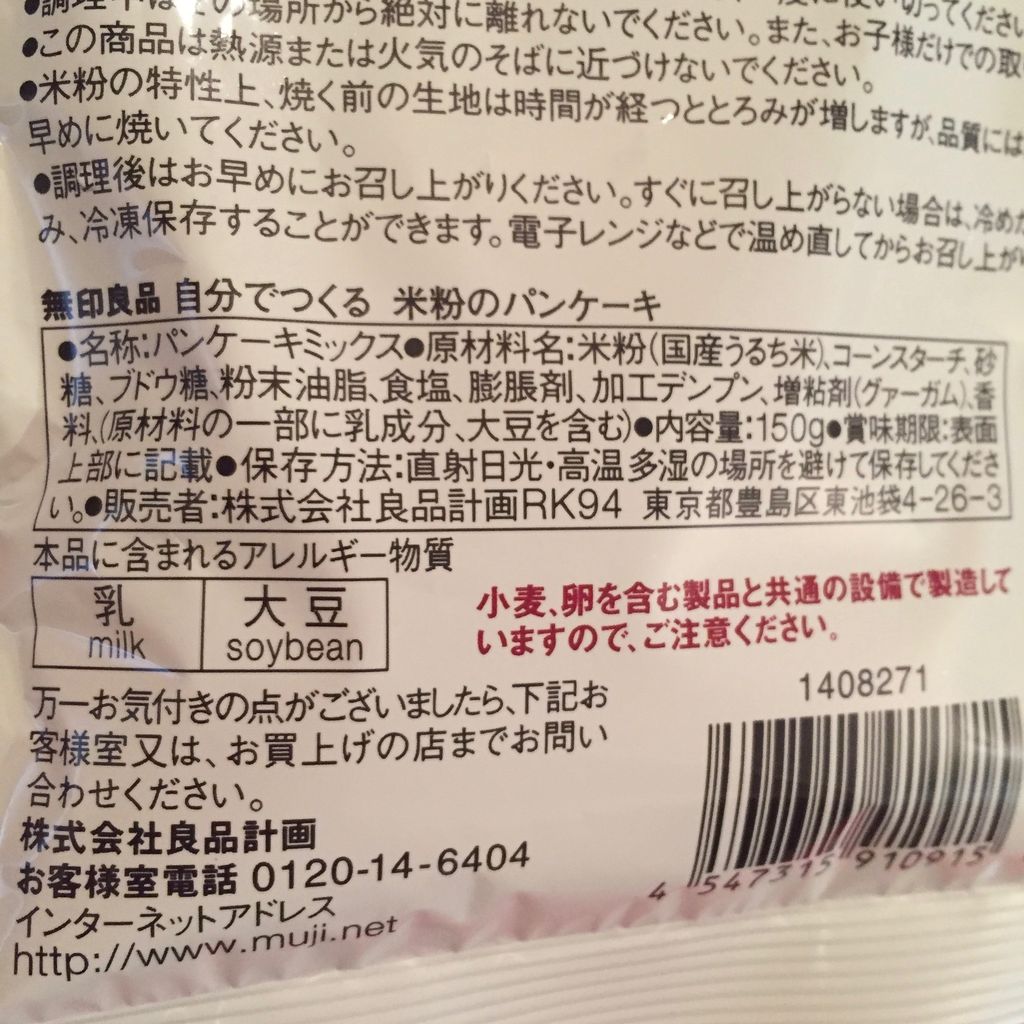 の場所から絶対に離れないでください。また、お子様だけでの取
●この商品は熱源または火気のそばに近づけないでください。
●米粉の特性上、焼く前の生地は時間が経つととろみが増しますが、品質には
早めに焼いてください。
●調理後はお早めにお召し上がりください。すぐに召し上がらない場合は、冷めた
み、冷凍保存することができます。電子レンジなどで温め直してからお召し上が
無印良品 自分でつくる 米粉のパンケーキ
●名称:パンケーキミックス●原材料名:米粉(国産うるち米)、コーンスターチ、砂
糖、ブドウ糖、粉末油脂、食塩、膨脹剤、加工デンプン、増粘剤(グァーガム)、香
料、(原材料の一部に乳成分、大豆を含む)●内容量:150g●賞味期限:表面
上部に記載●保存方法:直射日光・高温多湿の場所を避けて保存してくださ
い。●販売者:株式会社良品計画RK94 東京都豊島区東池袋4-26-3
本品に含まれるアレルギー物質
乳 大豆
milk soybean
小麦、卵を含む製品と共通の設備で製造して
いますので、ご注意ください。
1408271
万一お気付きの点がございましたら、下記お
客様室又は、お買上げの店までお問い
合わせください。
株式会社良品計画
お客様室電話 0120-14-6404
インターネットアドレス
http://www.muji.net
4 547315 910915